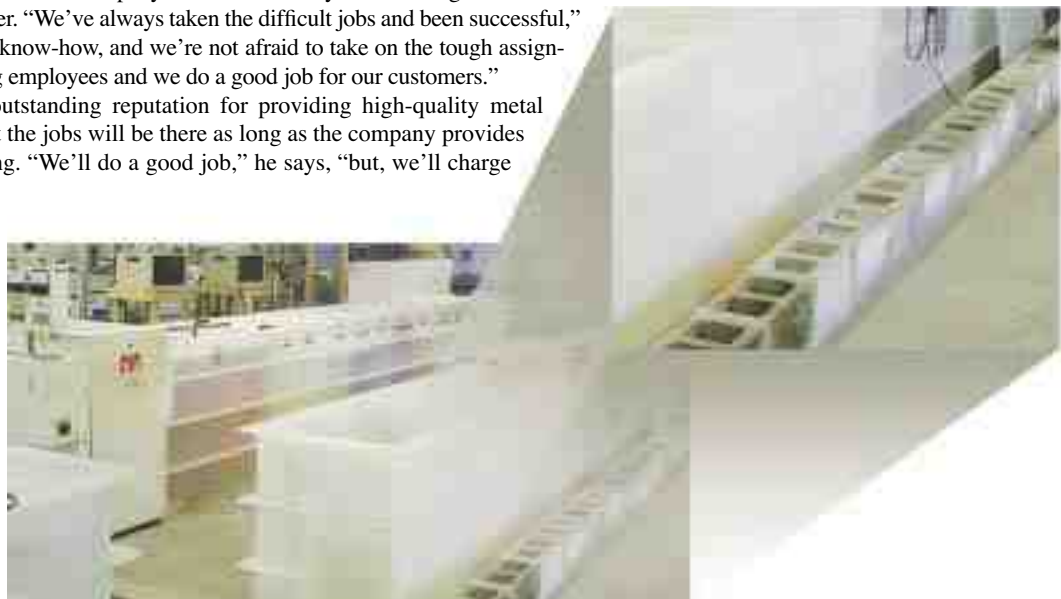 er. “We’ve always taken the difficult jobs and been successful,”
know-how, and we’re not afraid to take on the tough assign-
g employees and we do a good job for our customers.”
outstanding reputation for providing high-quality metal
t the jobs will be there as long as the company provides
ng. “We’ll do a good job,” he says, “but, we’ll charge